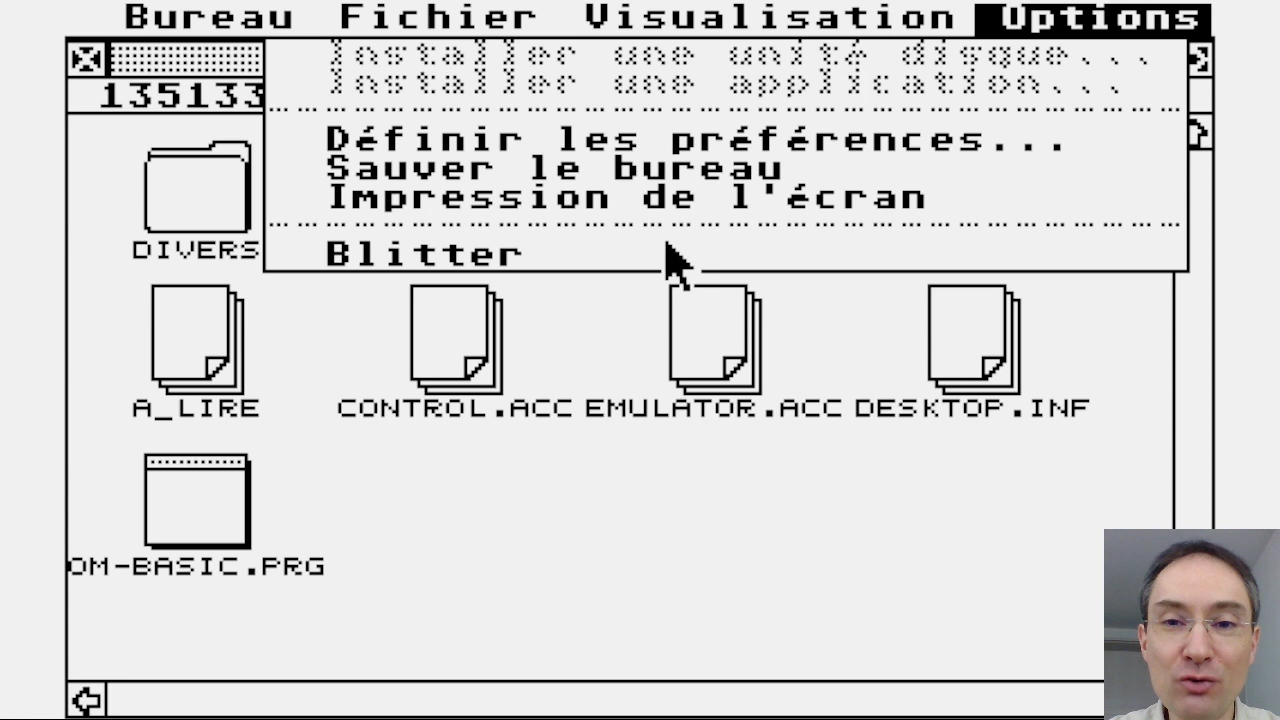 Bureau Fichier Visualisation Options
Installer une unité disque...
Installer une application...
135133
Définir les préférences...
Sauver le bureau
Impression de l'écran
Blitter
DIVERS
A_LIRE CONTROL.ACC EMULATOR.ACC DESKTOP.INF
OM-BASIC.PRG